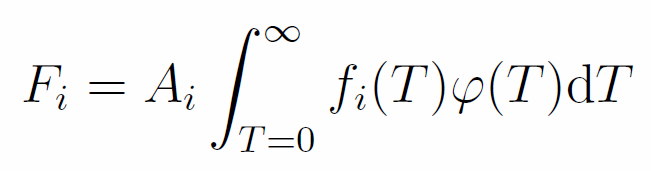 F_i = A_i \int_{T=0}^{\infty} f_i(T)\varphi(T)\mathrm{d}T